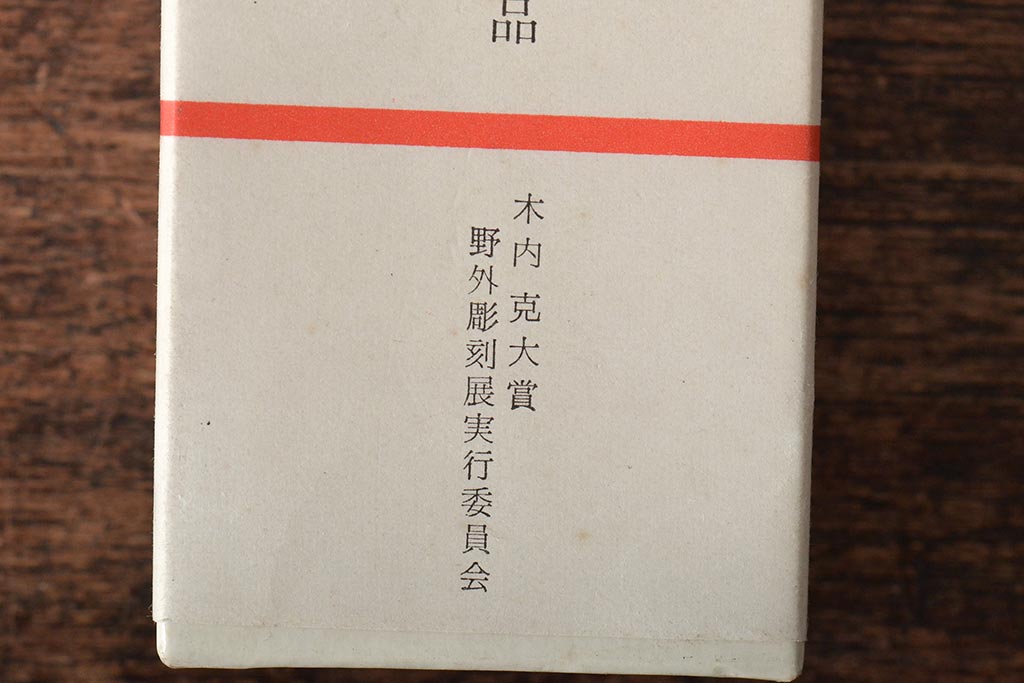 品
木内克大賞
野外彫刻展実行委員会